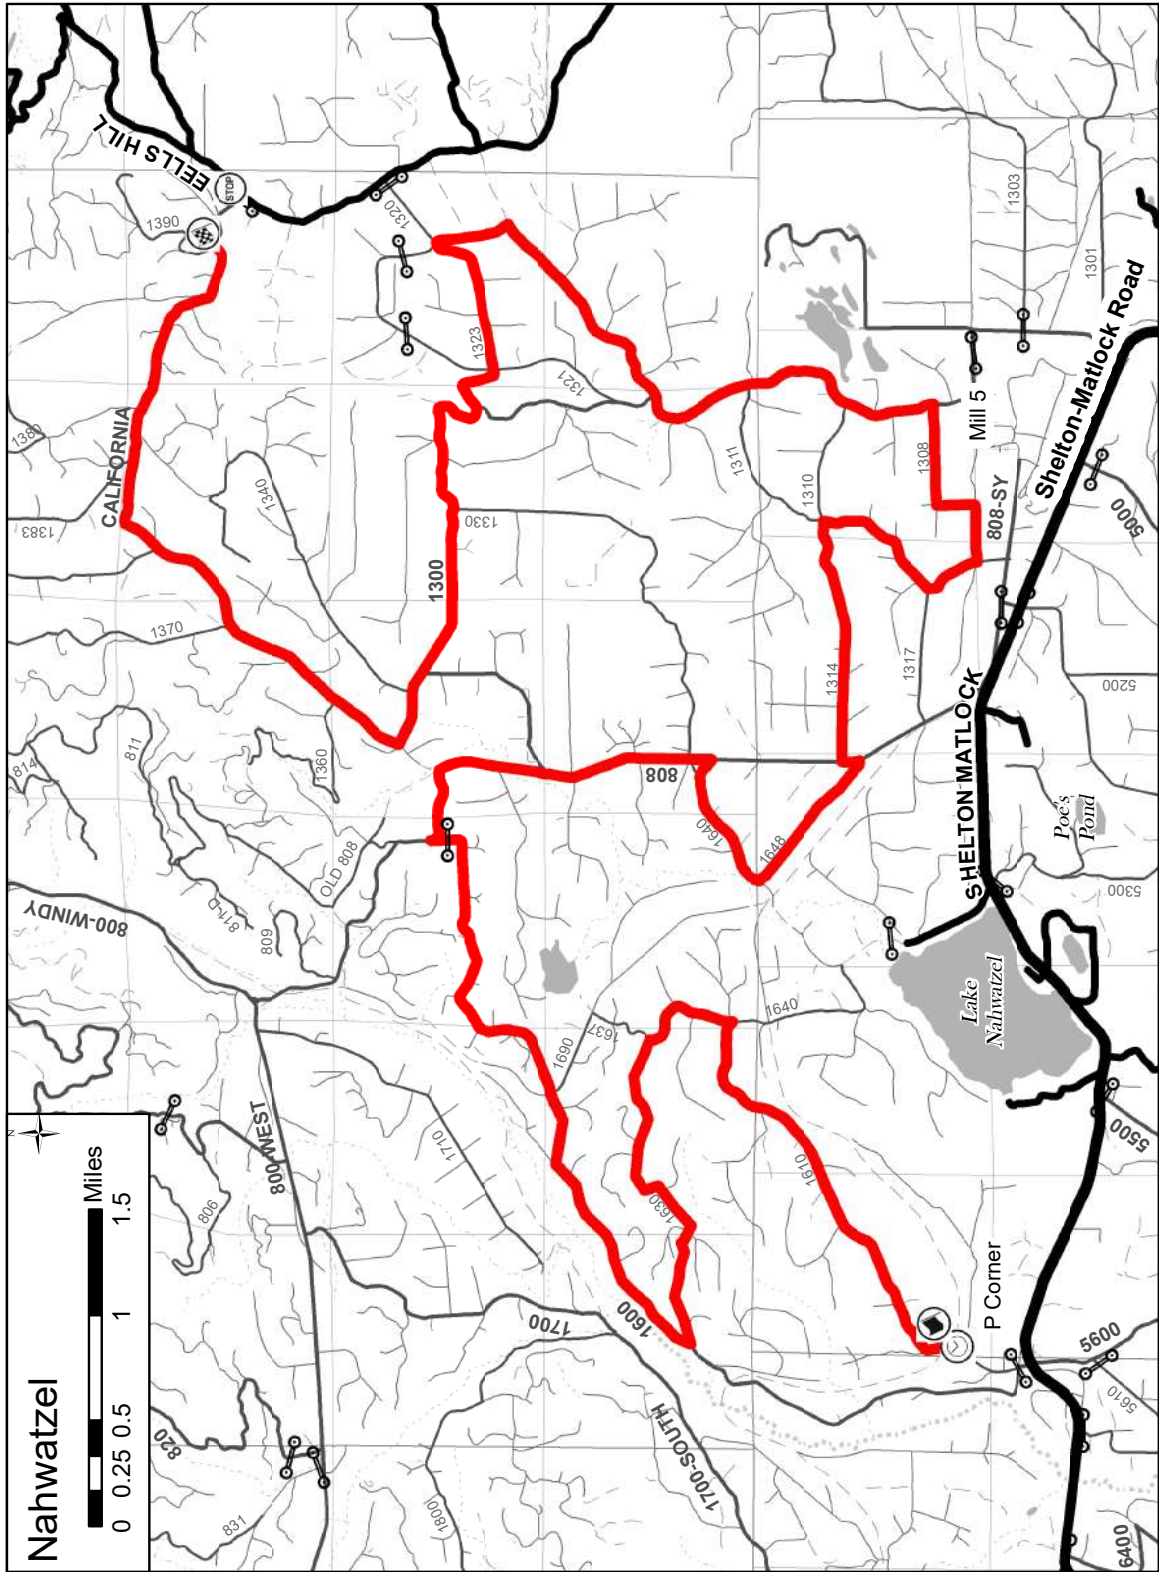 Nahwatzel
0 0.25 0.5 1 1.5
Miles
N
820
831
806
800-WEST
800-WINDY
814
811
811-D
809
OLD 808
1360
1370
1383
1380
CALIFORNIA
1390
EELLS HILL
STOP
1320
1323
1321
1340
1330
1300
1710
1700
1600
1690
1637
1630
1640
1610
1700-SOUTH
1800
808
1640
1648
1314
1317
1311
1310
1308
808-SY
Mill 5
1303
1301
Shelton-Matlock Road
5000
SHELTON MATLOCK
5200
5300
Poe's
Pond
Lake
Nahwatzel
5500
P Corner
5600
5610
6400